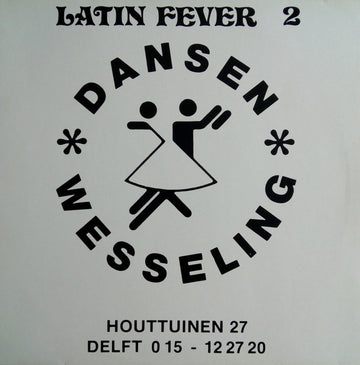 LATIN FEVER 2
DANSEN
* WESSELING *
HOUTTUINEN 27
DELFT 015 - 12 27 20